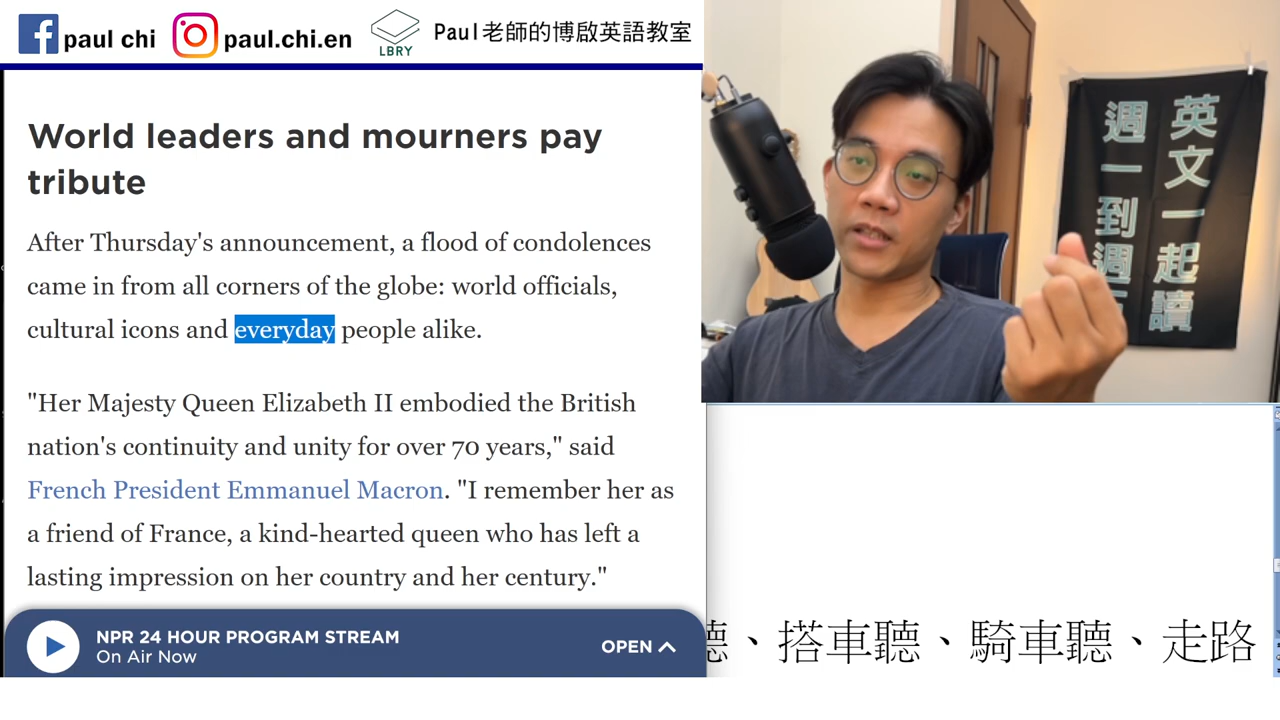 paul chi
paul.chi.en
LBRY
Paul老師的博啟英語教室
World leaders and mourners pay
tribute
After Thursday's announcement, a flood of condolences
came in from all corners of the globe: world officials,
cultural icons and everyday people alike.
"Her Majesty Queen Elizabeth II embodied the British
nation's continuity and unity for over 70 years," said
French President Emmanuel Macron. "I remember her as
a friend of France, a kind-hearted queen who has left a
lasting impression on her country and her century."
NPR 24 HOUR PROGRAM STREAM
On Air Now
OPEN
英文一起讀
週一到週
聽、搭車聽、騎車聽、走路